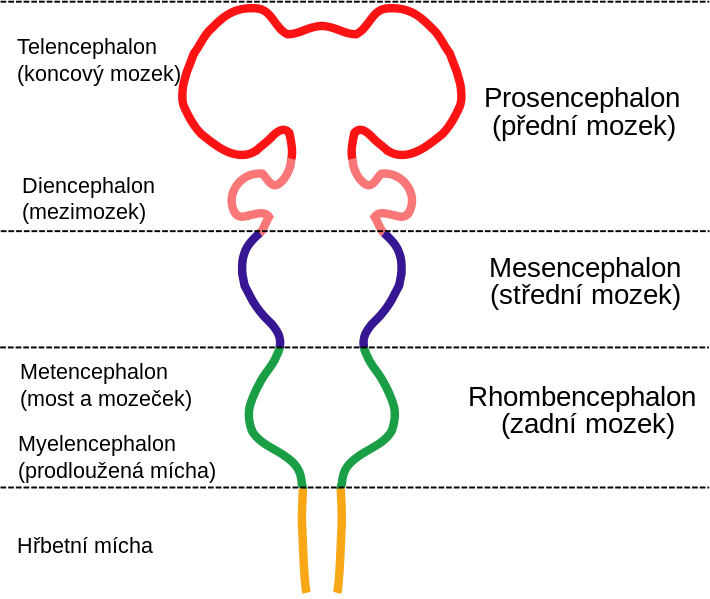 Telencephalon
(koncový mozek)
Prosencephalon
(přední mozek)
Diencephalon
(mezimozek)
Mesencephalon
(střední mozek)
Metencephalon
(most a mozeček)
Rhombencephalon
(zadní mozek)
Myelencephalon
(prodloužená mícha)
Hřbetní mícha